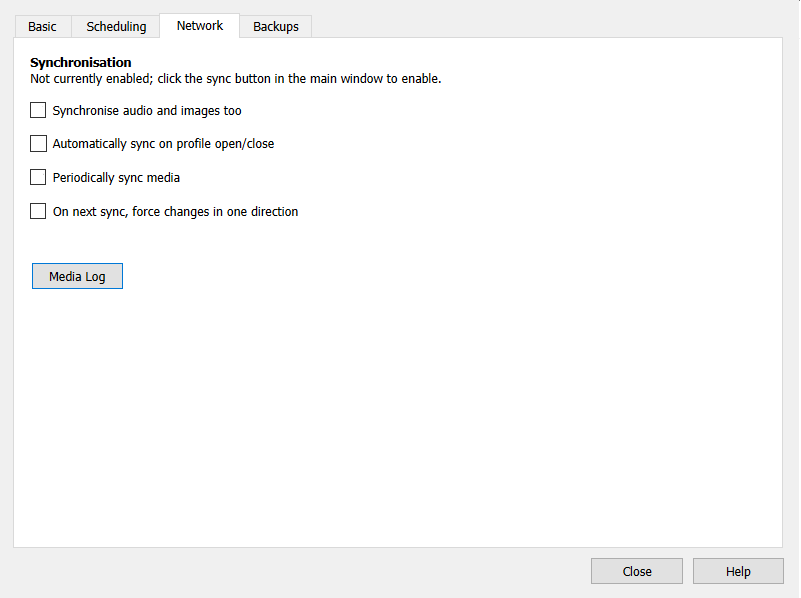 Basic Scheduling Network Backups
Synchronisation
Not currently enabled; click the sync button in the main window to enable.
Synchronise audio and images too
Automatically sync on profile open/close
Periodically sync media
On next sync, force changes in one direction
Media Log
Close Help